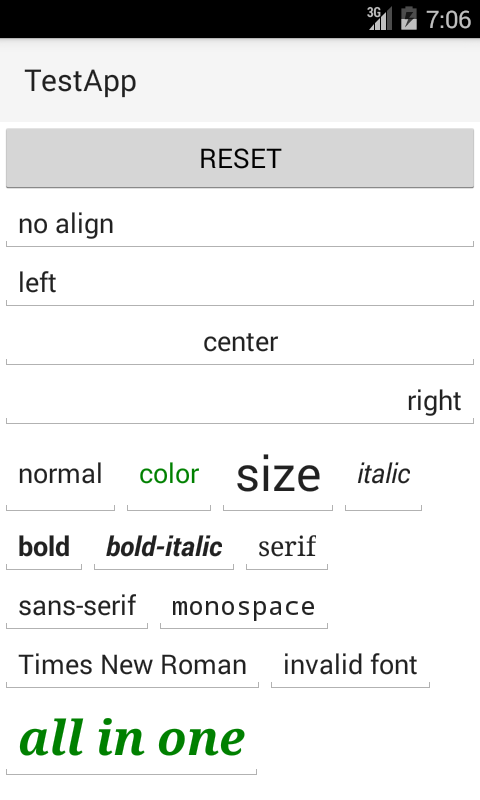 3G 7:06
TestApp
RESET
no align
left
center
right
normal color size italic
bold bold-italic serif
sans-serif monospace
Times New Roman invalid font
all in one